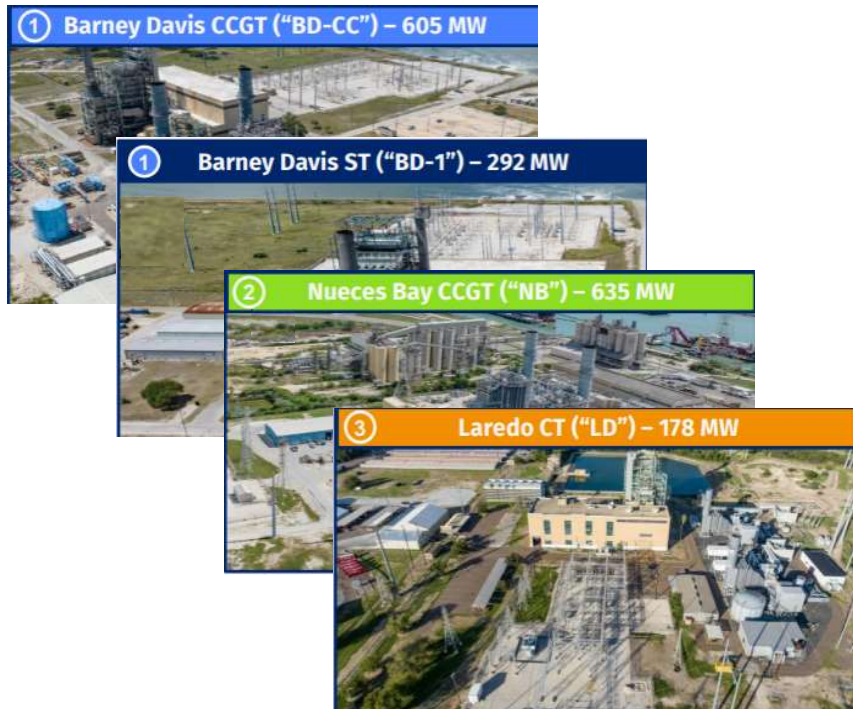 1 Barney Davis CCGT (“BD-CC”) – 605 MW
1 Barney Davis ST (“BD-1”) – 292 MW
2 Nueces Bay CCGT (“NB”) – 635 MW
3 Laredo CT (“LD”) – 178 MW